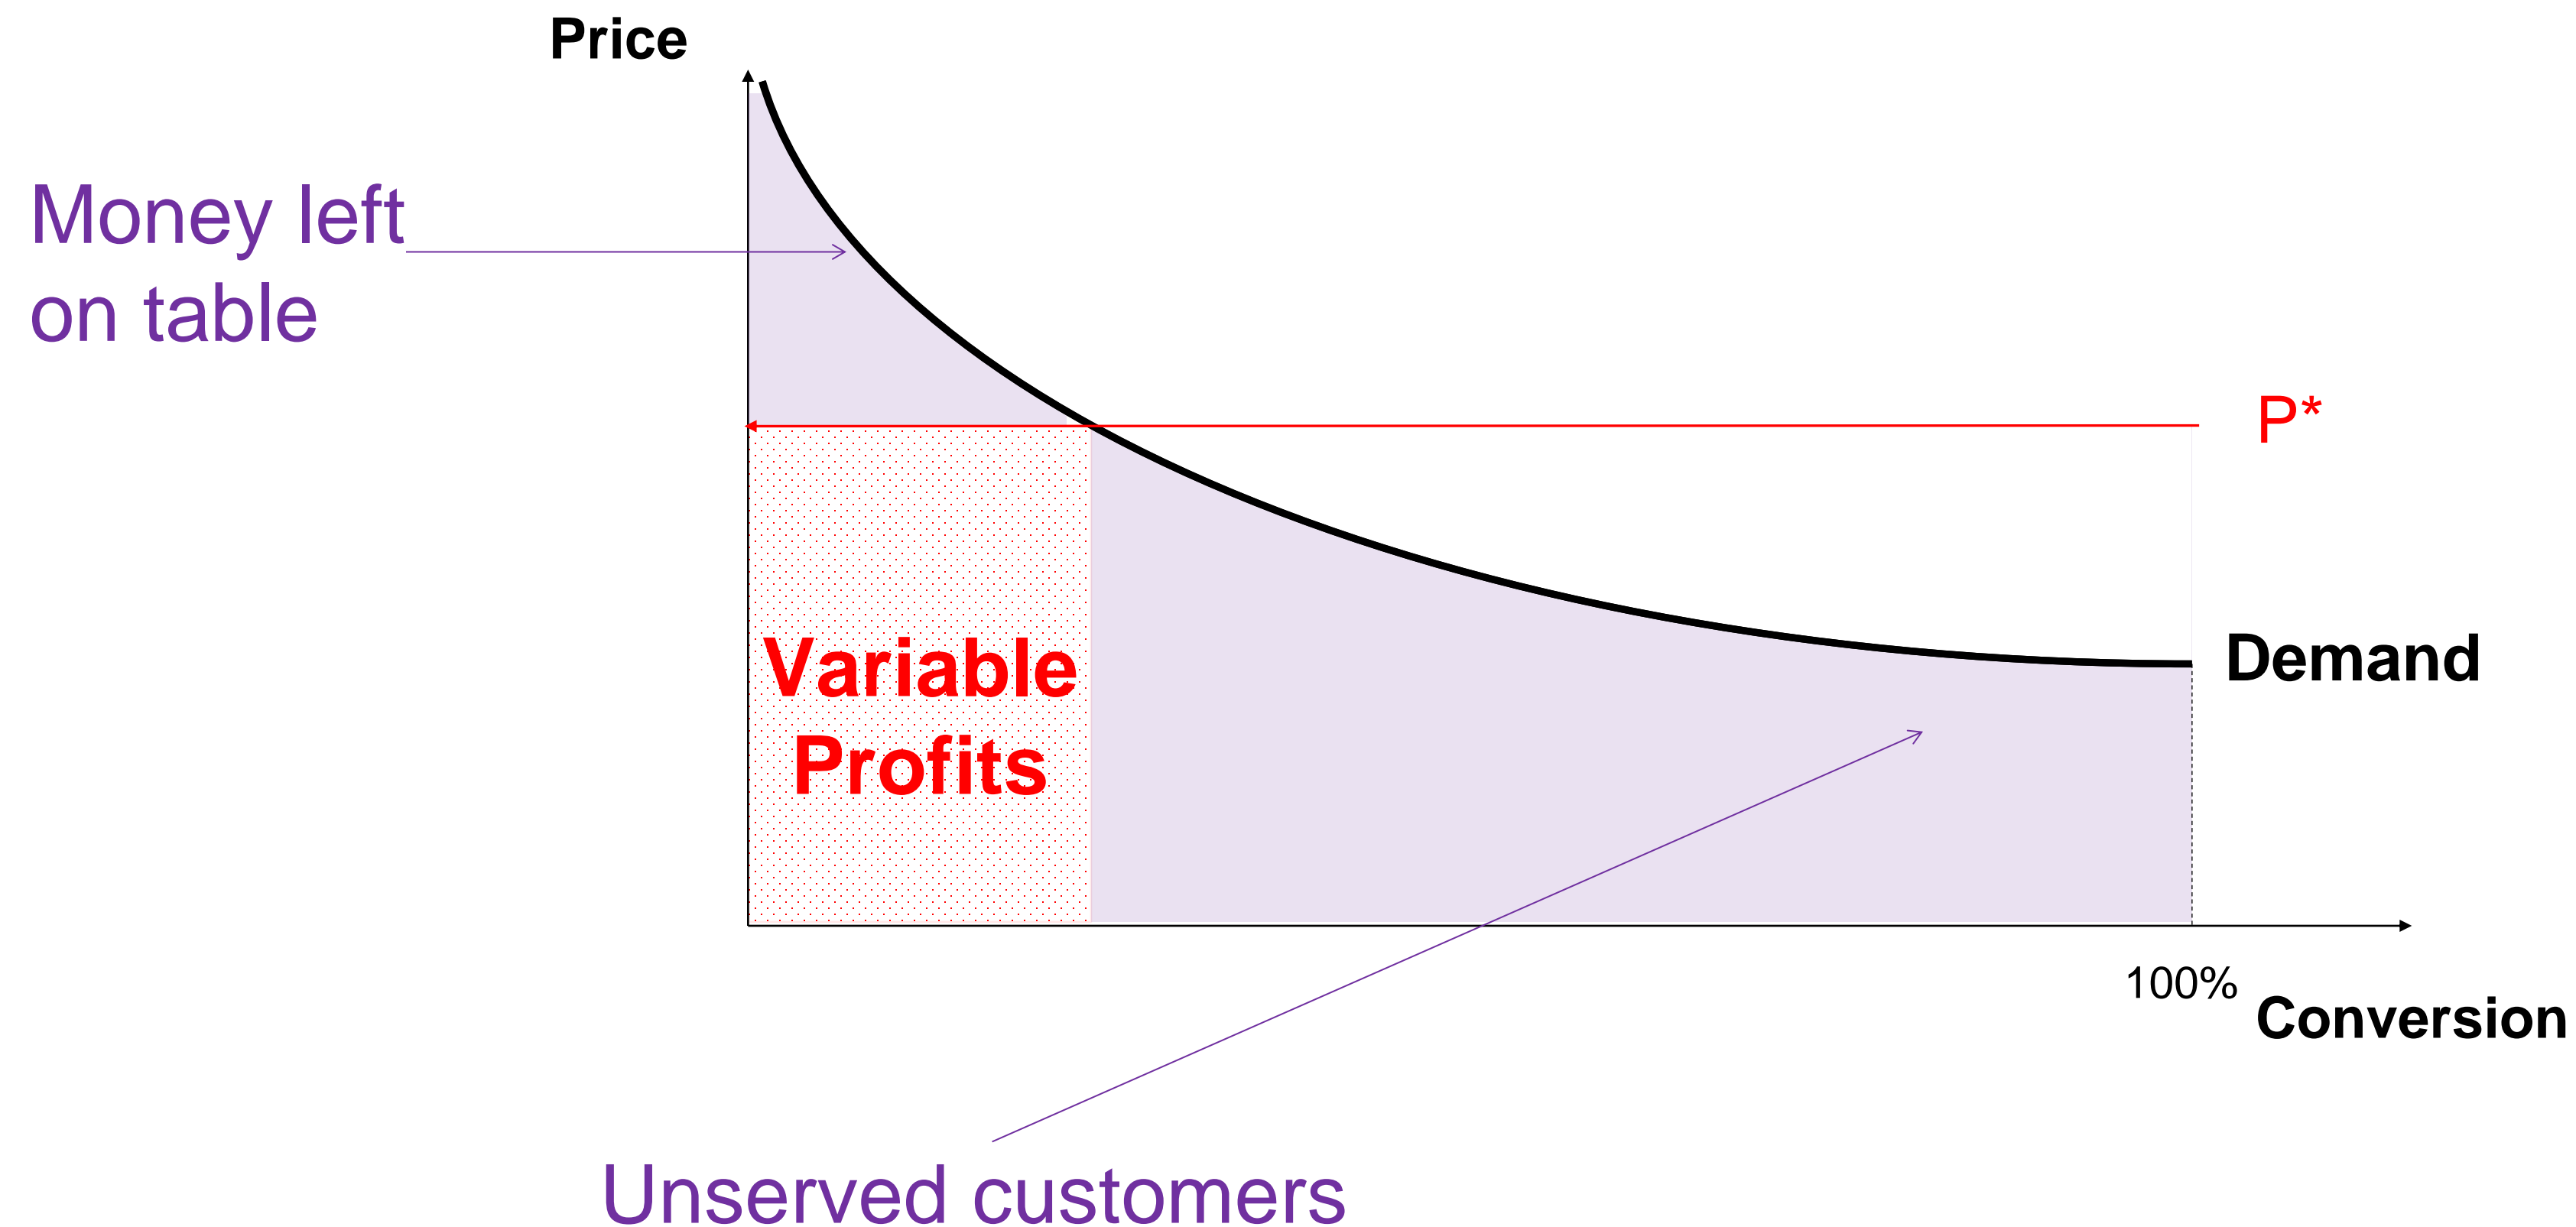 Price
Money left
on table
P*
Variable
Profits
Demand
100%
Conversion
Unserved customers